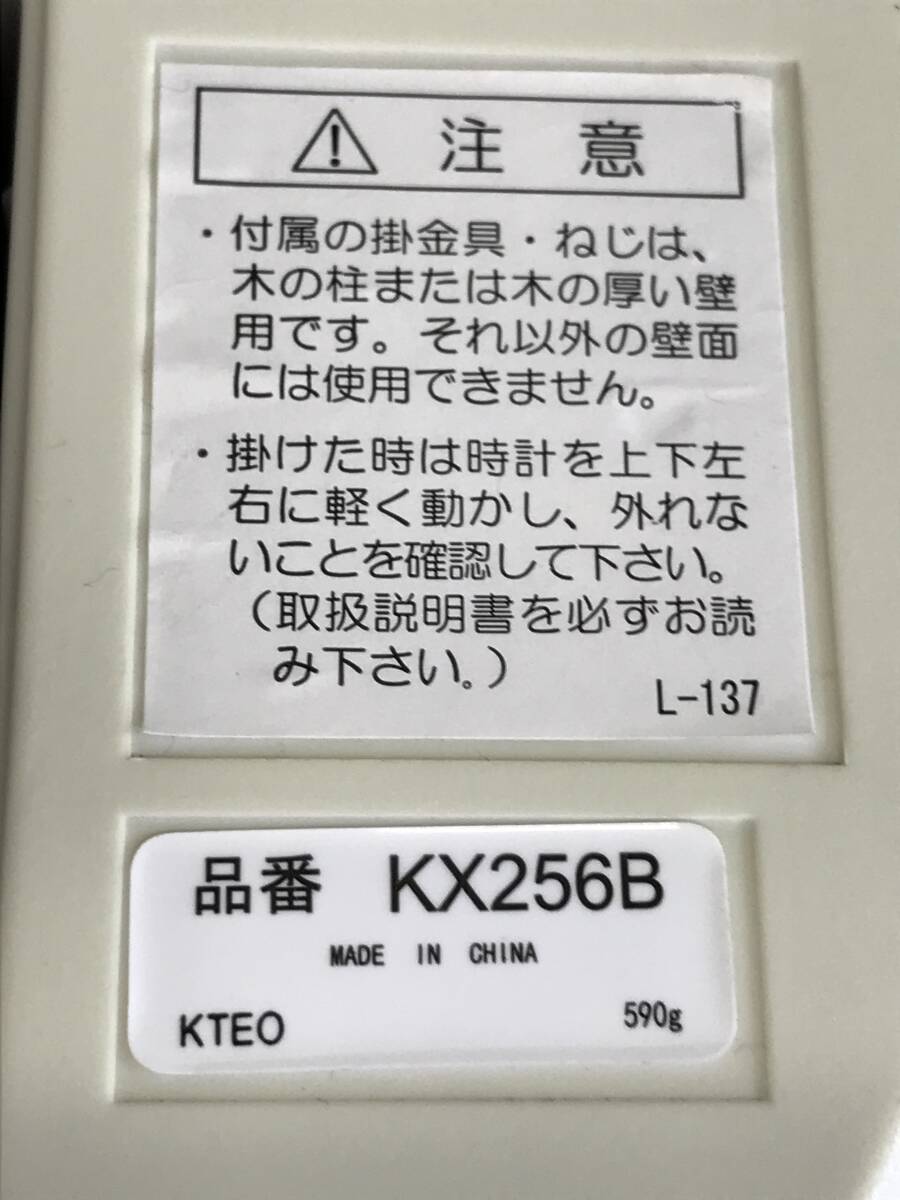 ⚠ 注意
・付属の掛金具・ねじは、
木の柱または木の厚い壁
用です。それ以外の壁面
には使用できません。
・掛けた時は時計を上下左
右に軽く動かし、外れな
いことを確認して下さい。
（取扱説明書を必ずお読
み下さい。）
L-137
品番 KX256B
MADE IN CHINA
KTEO 590g